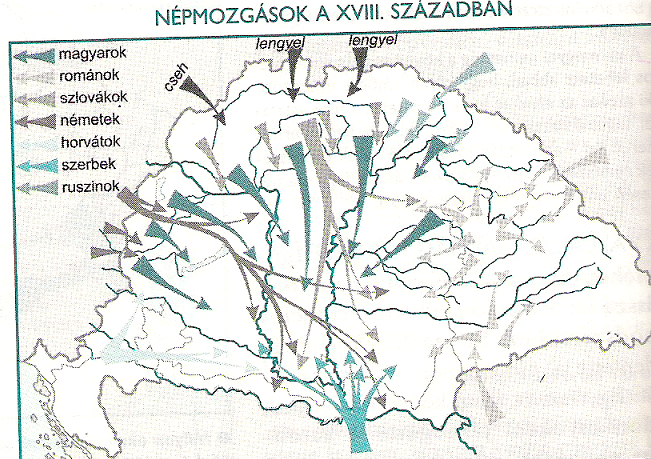 NÉPMOZGÁSOK A XVIII. SZÁZADBAN
lengyel
lengyel
cseh
magyarok
románok
szlovákok
németek
horvátok
szerbek
ruszinok